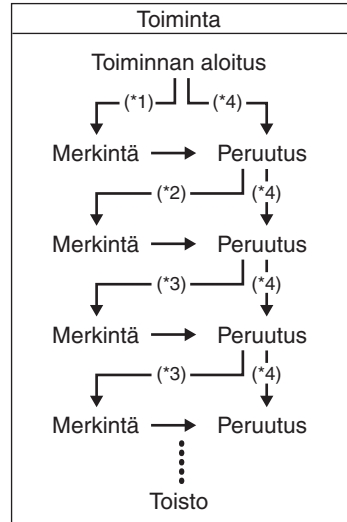 Toiminta
Toiminnan aloitus
(*1) (*4)
Merkintä Peruutus
(*2) (*4)
Merkintä Peruutus
(*3) (*4)
Merkintä Peruutus
(*3) (*4)
Merkintä Peruutus
Toisto